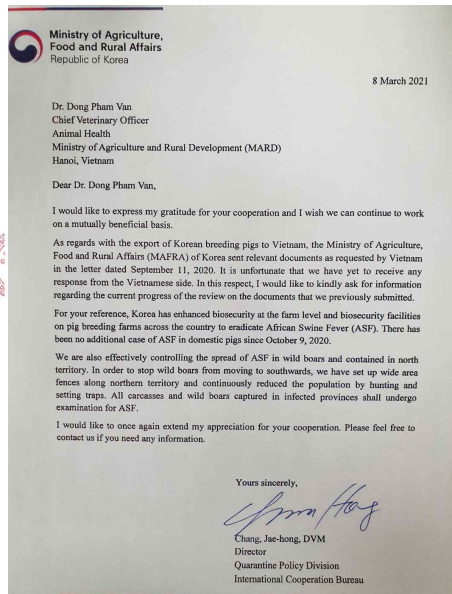 Ministry of Agriculture,
Food and Rural Affairs
Republic of Korea
8 March 2021
Dr. Dong Pham Van
Chief Veterinary Officer
Animal Health
Ministry of Agriculture and Rural Development (MARD)
Hanoi, Vietnam
Dear Dr. Dong Pham Van,
I would like to express my gratitude for your cooperation and I wish we can continue to work
on a mutually beneficial basis.
As regards with the export of Korean breeding pigs to Vietnam, the Ministry of Agriculture,
Food and Rural Affairs (MAFRA) of Korea sent relevant documents as requested by Vietnam
in the letter dated September 11, 2020. It is unfortunate that we have yet to receive any
response from the Vietnamese side. In this respect, I would like to kindly ask for information
regarding the current progress of the review on the documents that we previously submitted.
For your reference, Korea has enhanced biosecurity at the farm level and biosecurity facilities
on pig breeding farms across the country to eradicate African Swine Fever (ASF). There has
been no additional case of ASF in domestic pigs since October 9, 2020.
We are also effectively controlling the spread of ASF in wild boars and contained in north
territory. In order to stop wild boars from moving to southwards, we have set up wide area
fences along northern territory and continuously reduced the population by hunting and
setting traps. All carcasses and wild boars captured in infected provinces shall undergo
examination for ASF.
I would like to once again extend my appreciation for your cooperation. Please feel free to
contact us if you need any information.
Yours sincerely,
Chang, Jae-hong, DVM
Director
Quarantine Policy Division
International Cooperation Bureau